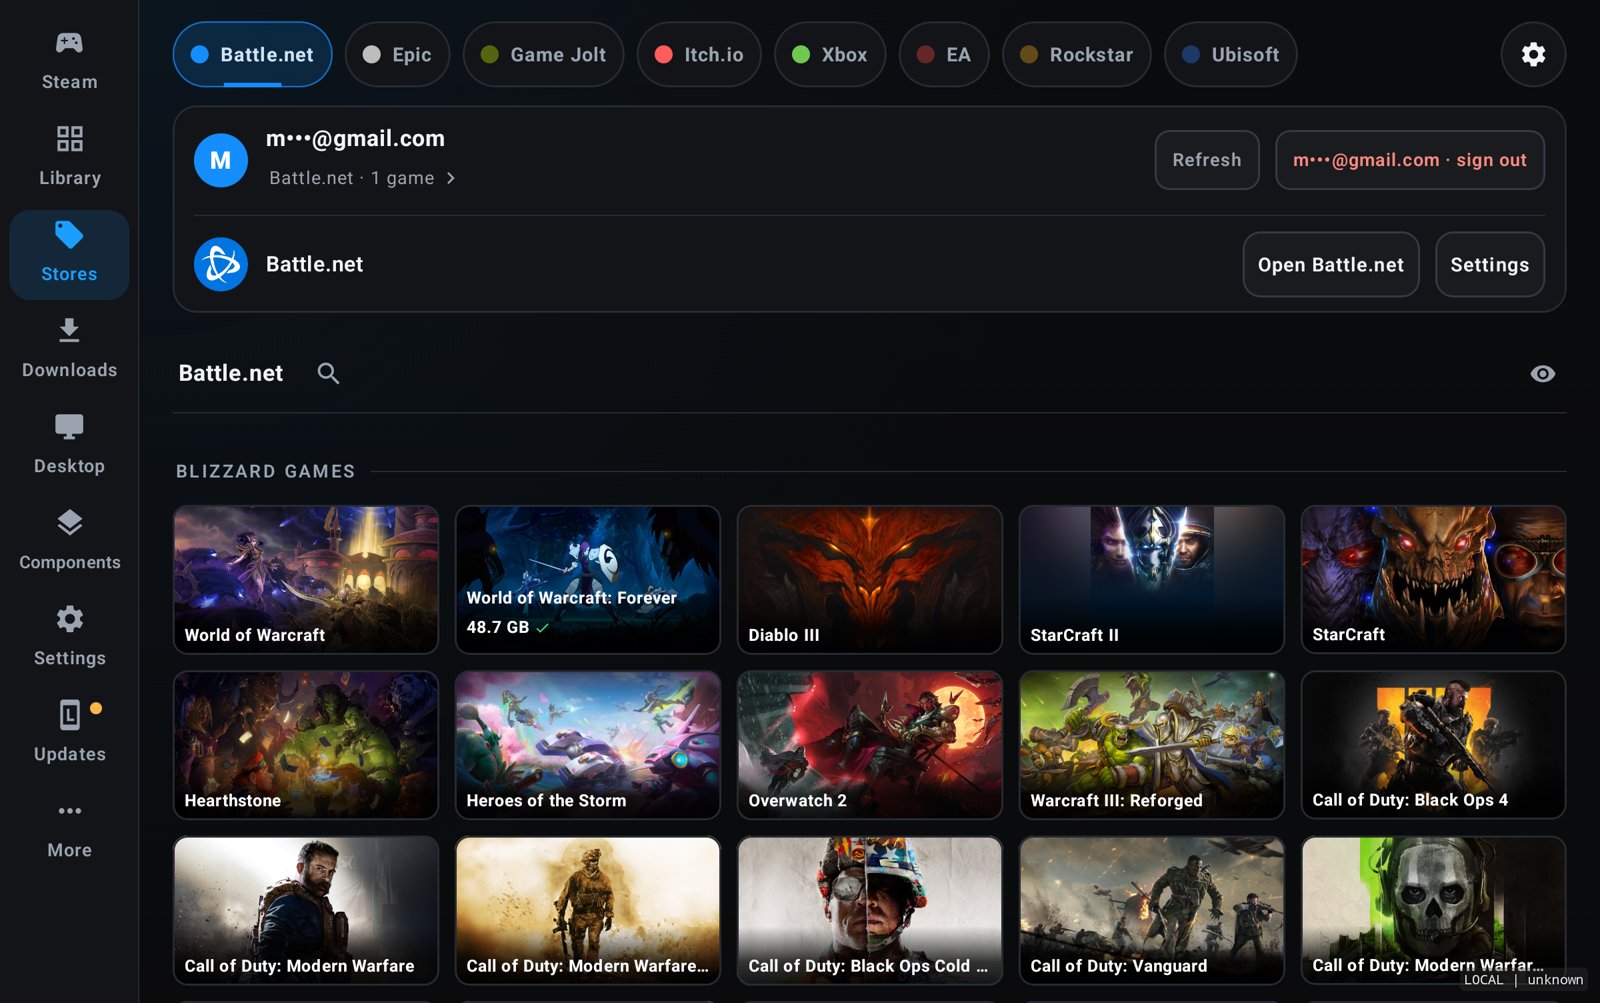 Steam
Library
Stores
Downloads
Desktop
Components
Settings
Updates
More
Battle.net
Epic
Game Jolt
Itch.io
Xbox
EA
Rockstar
Ubisoft
M
m•••@gmail.com
Battle.net · 1 game
Refresh
m•••@gmail.com · sign out
Battle.net
Open Battle.net
Settings
Battle.net
BLIZZARD GAMES
World of Warcraft
World of Warcraft: Forever
48.7 GB
Diablo III
StarCraft II
StarCraft
Hearthstone
Heroes of the Storm
Overwatch 2
Warcraft III: Reforged
Call of Duty: Black Ops 4
Call of Duty: Modern Warfare
Call of Duty: Modern Warfare…
Call of Duty: Black Ops Cold …
Call of Duty: Vanguard
Call of Duty: Modern Warfar…
LOCAL | unknown